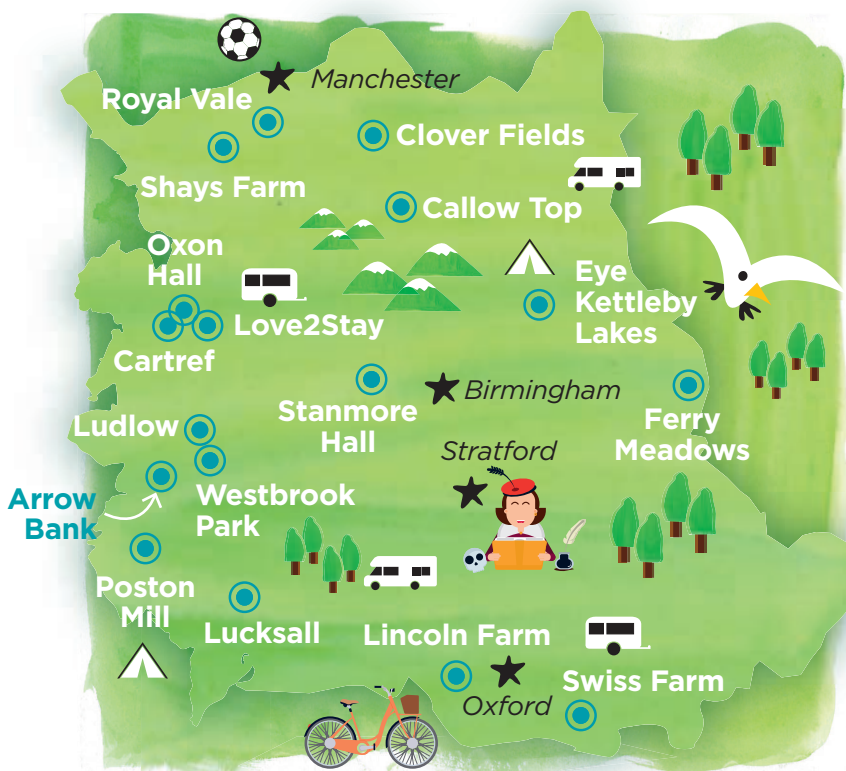 Manchester
Royal Vale
Clover Fields
Shays Farm
Callow Top
Oxon
Hall
Eye
Kettleby
Lakes
Love2Stay
Cartref
Birmingham
Stanmore
Hall
Ferry
Meadows
Ludlow
Stratford
Westbrook
Park
Arrow
Bank
Poston
Mill
Lucksall
Lincoln Farm
Swiss Farm
Oxford